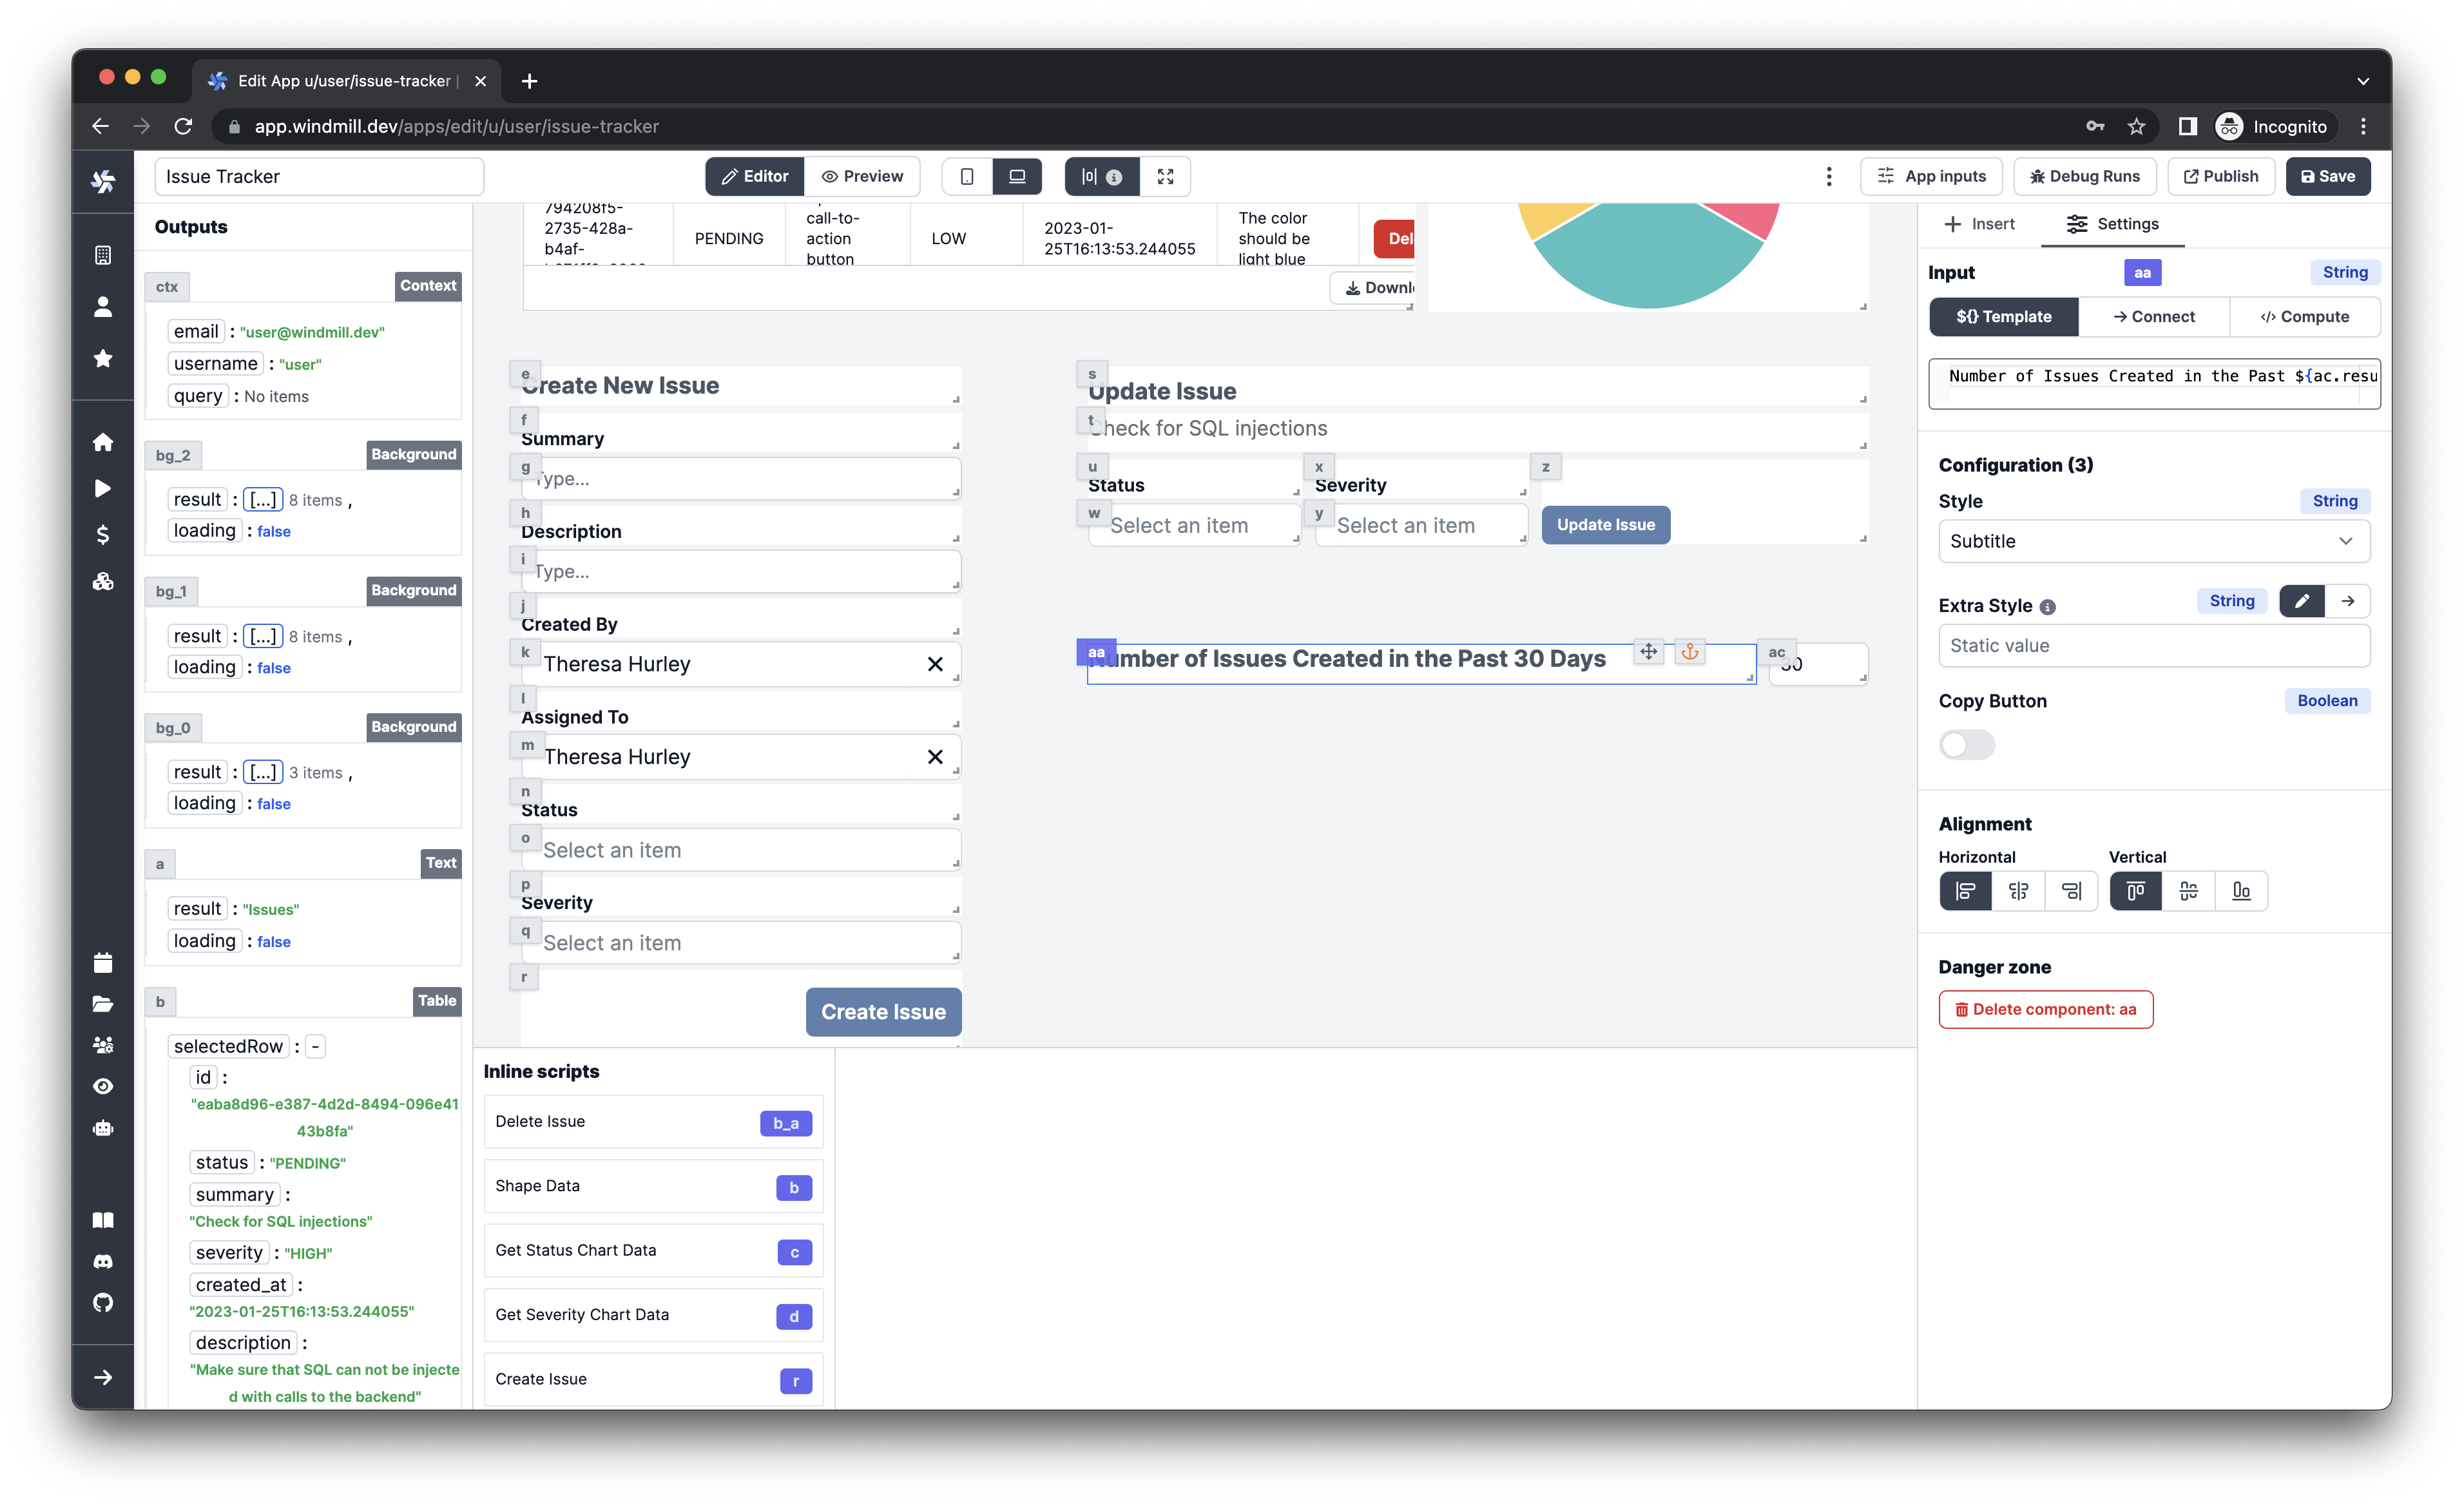 Edit App u/user/issue-tracker |
app.windmill.dev/apps/edit/u/user/issue-tracker
Incognito
Issue Tracker
Editor
Preview
App inputs
Debug Runs
Publish
Save
Outputs
ctx
Context
email : "user@windmill.dev"
username : "user"
query : No items
bg_2
Background
result : [...] 8 items ,
loading : false
bg_1
Background
result : [...] 8 items ,
loading : false
bg_0
Background
result : [...] 3 items ,
loading : false
a
Text
result : "Issues"
loading : false
b
Table
selectedRow : -
id :
"eaba8d96-e387-4d2d-8494-096e41
43b8fa"
status : "PENDING"
summary :
"Check for SQL injections"
severity : "HIGH"
created_at :
"2023-01-25T16:13:53.244055"
description :
"Make sure that SQL can not be injecte
d with calls to the backend"
794208f5-
2735-428a-
b4af-
PENDING
call-to-
action
button
LOW
2023-01-
25T16:13:53.244055
The color
should be
light blue
Del
Downl
e
Create New Issue
f
Summary
g
Type...
h
Description
i
Type...
j
Created By
k
Theresa Hurley
l
Assigned To
m
Theresa Hurley
n
Status
o
Select an item
p
Severity
q
Select an item
r
Create Issue
s
Update Issue
t
Check for SQL injections
u
Status
x
Severity
z
w
Select an item
y
Select an item
Update Issue
aa
Number of Issues Created in the Past 30 Days
ac
30
Inline scripts
Delete Issue
b_a
Shape Data
b
Get Status Chart Data
c
Get Severity Chart Data
d
Create Issue
r
Insert
Settings
Input
aa
String
${} Template
Connect
</> Compute
Number of Issues Created in the Past ${ac.resu
Configuration (3)
Style
String
Subtitle
Extra Style
String
Static value
Copy Button
Boolean
Alignment
Horizontal
Vertical
Danger zone
Delete component: aa